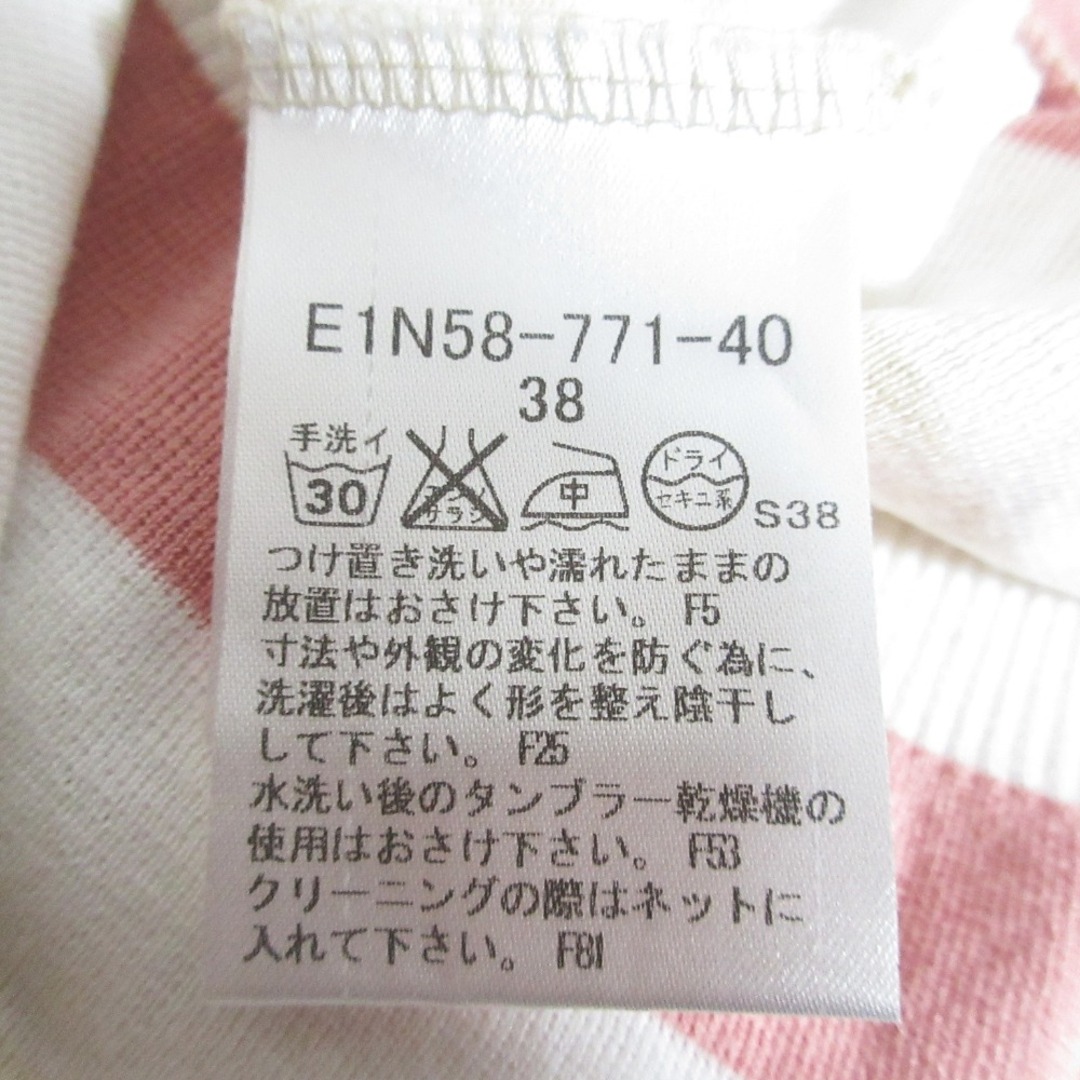 E1N58-771-40
38
手洗イ
30
エンソ
サラシ
中
ドライ
セキユ系
S38
つけ置き洗いや濡れたままの
放置はおさけ下さい。 F5
寸法や外観の変化を防ぐ為に、
洗濯後はよく形を整え陰干し
して下さい。 F25
水洗い後のタンブラー乾燥機の
使用はおさけ下さい。 F53
クリーニングの際はネットに
入れて下さい。 F81